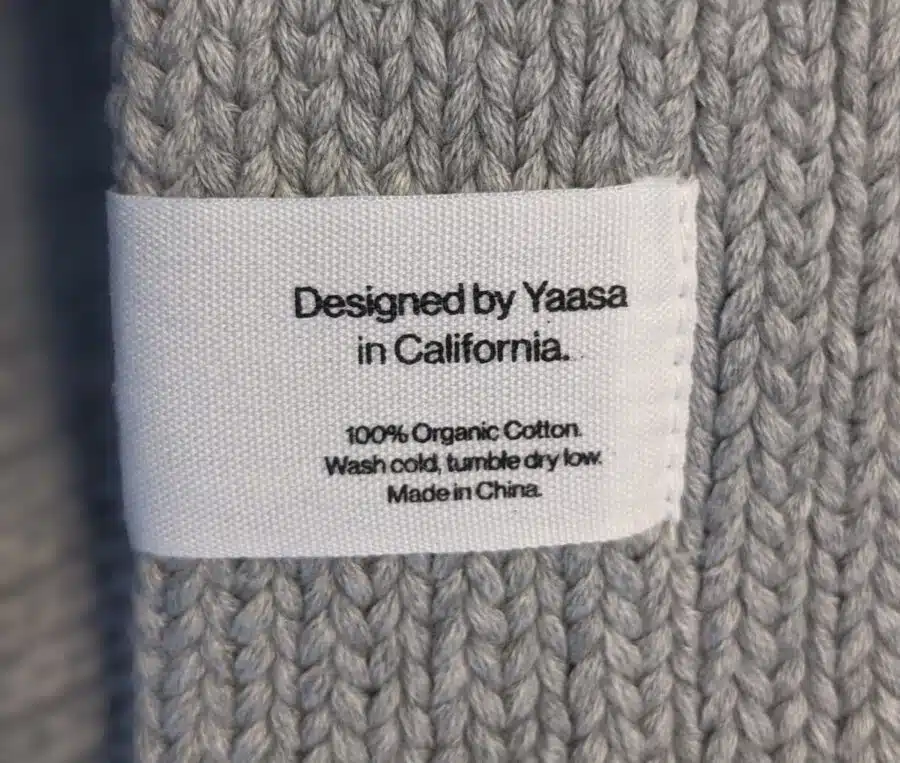 Designed by Yaasa
in California.
100% Organic Cotton.
Wash cold, tumble dry low.
Made in China.